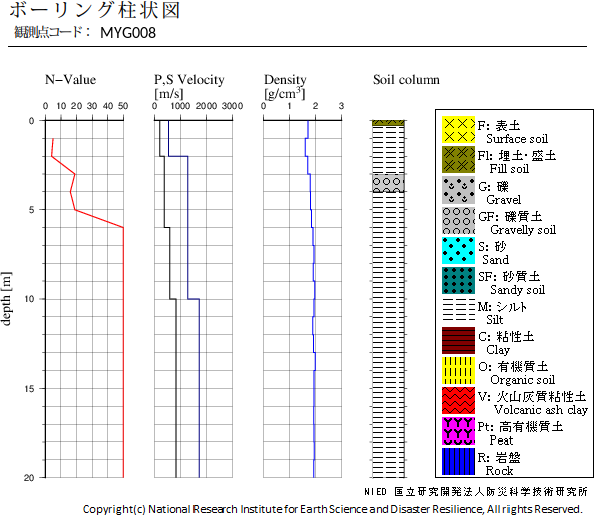 ボーリング柱状図
観測点コード： MYG008
N−Value
P,S Velocity
[m/s]
Density
[g/cm³]
Soil column
0 10 20 30 40 50
0 1000 2000 3000
0 1 2 3
depth [m]
0
5
10
15
20
F: 表土
Surface soil
Fl: 埋土・盛土
Fill soil
G: 礫
Gravel
GF: 礫質土
Gravelly soil
S: 砂
Sand
SF: 砂質土
Sandy soil
M: シルト
Silt
C: 粘性土
Clay
O: 有機質土
Organic soil
V: 火山灰質粘性土
Volcanic ash clay
Pt: 高有機質土
Peat
R: 岩盤
Rock
NIED 国立研究開発法人防災科学技術研究所
Copyright(c) National Research Institute for Earth Science and Disaster Resilience, All rights Reserved.